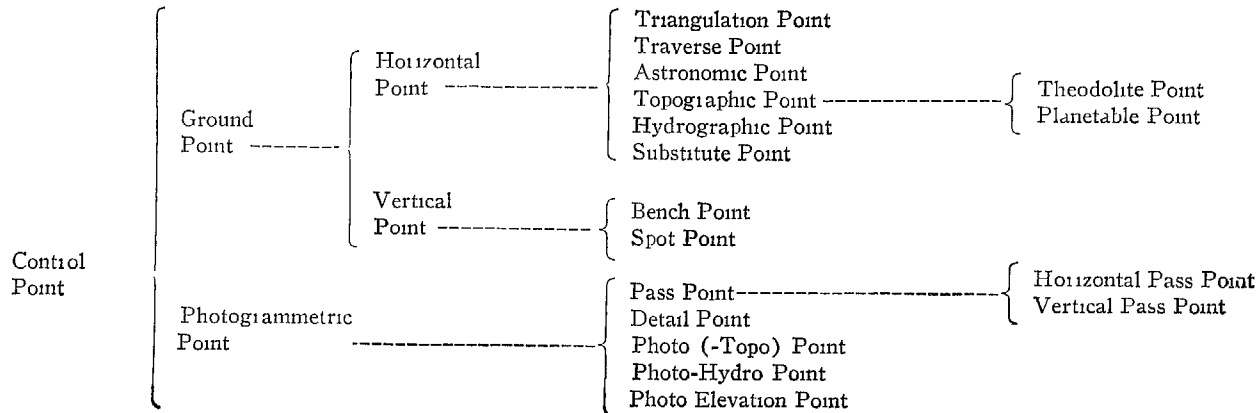 Control
Point
Ground
Point
Horizontal
Point
Triangulation Point
Traverse Point
Astronomic Point
Topographic Point
Hydrographic Point
Substitute Point
Theodolite Point
Planetable Point
Vertical
Point
Bench Point
Spot Point
Photogrammetric
Point
Pass Point
Detail Point
Photo (-Topo) Point
Photo-Hydro Point
Photo Elevation Point
Horizontal Pass Point
Vertical Pass Point